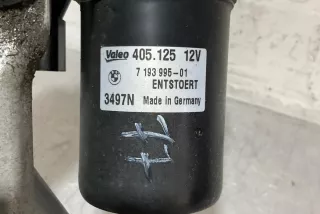 Valeo 405.125 12V
7 193 995-01
ENTSTOERT
3497N Made in Germany